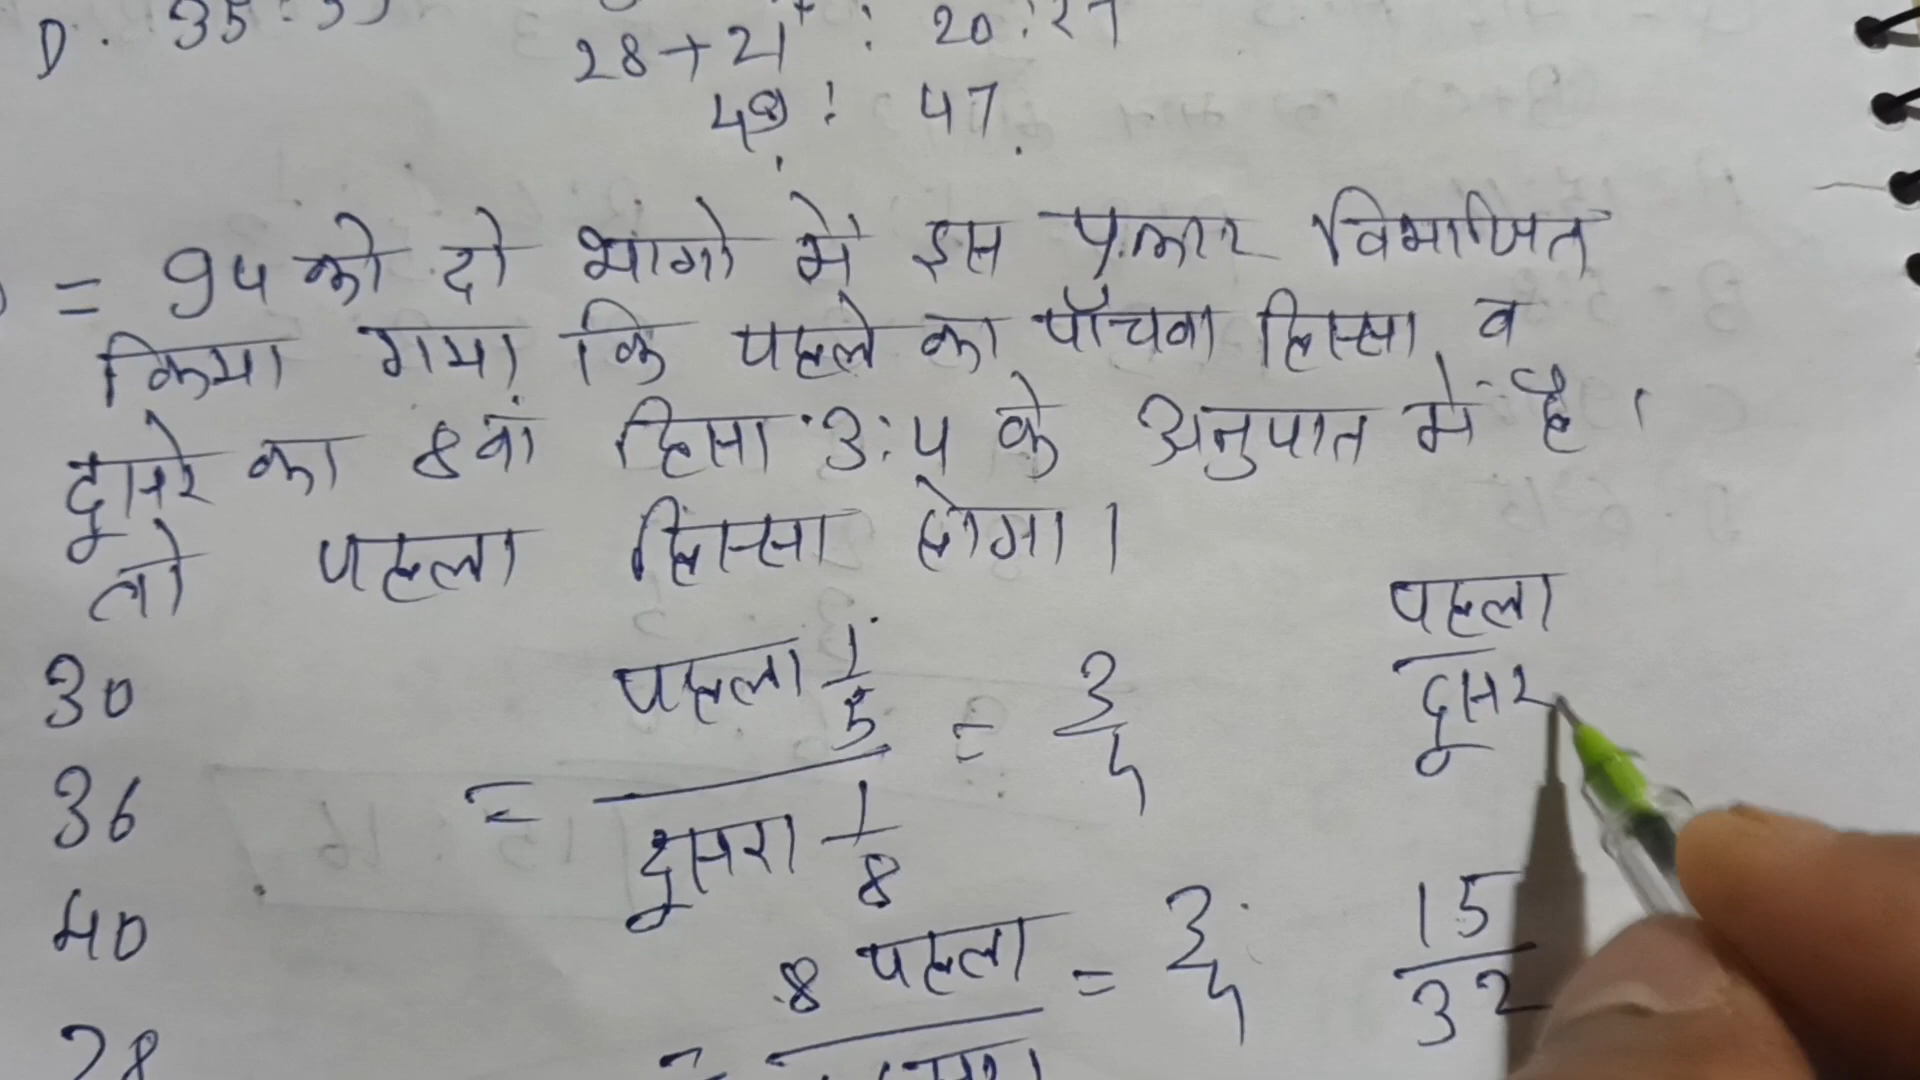 D. 35:
28+21 : 20:27
49: 47
= 94 को दो भागो मे इस प्रकार विभाजित
किया गया कि पहले का पाँचवा हिस्सा व
दूसरे का 8वां हिसा 3:4 के अनुपात मे है।
तो पहला हिस्सा होगा।
30
36
40
28
= पहला 1/5 / दूसरा 1/8 = 3/4
8 पहला = 3/4
पहला
दूसर
15
32